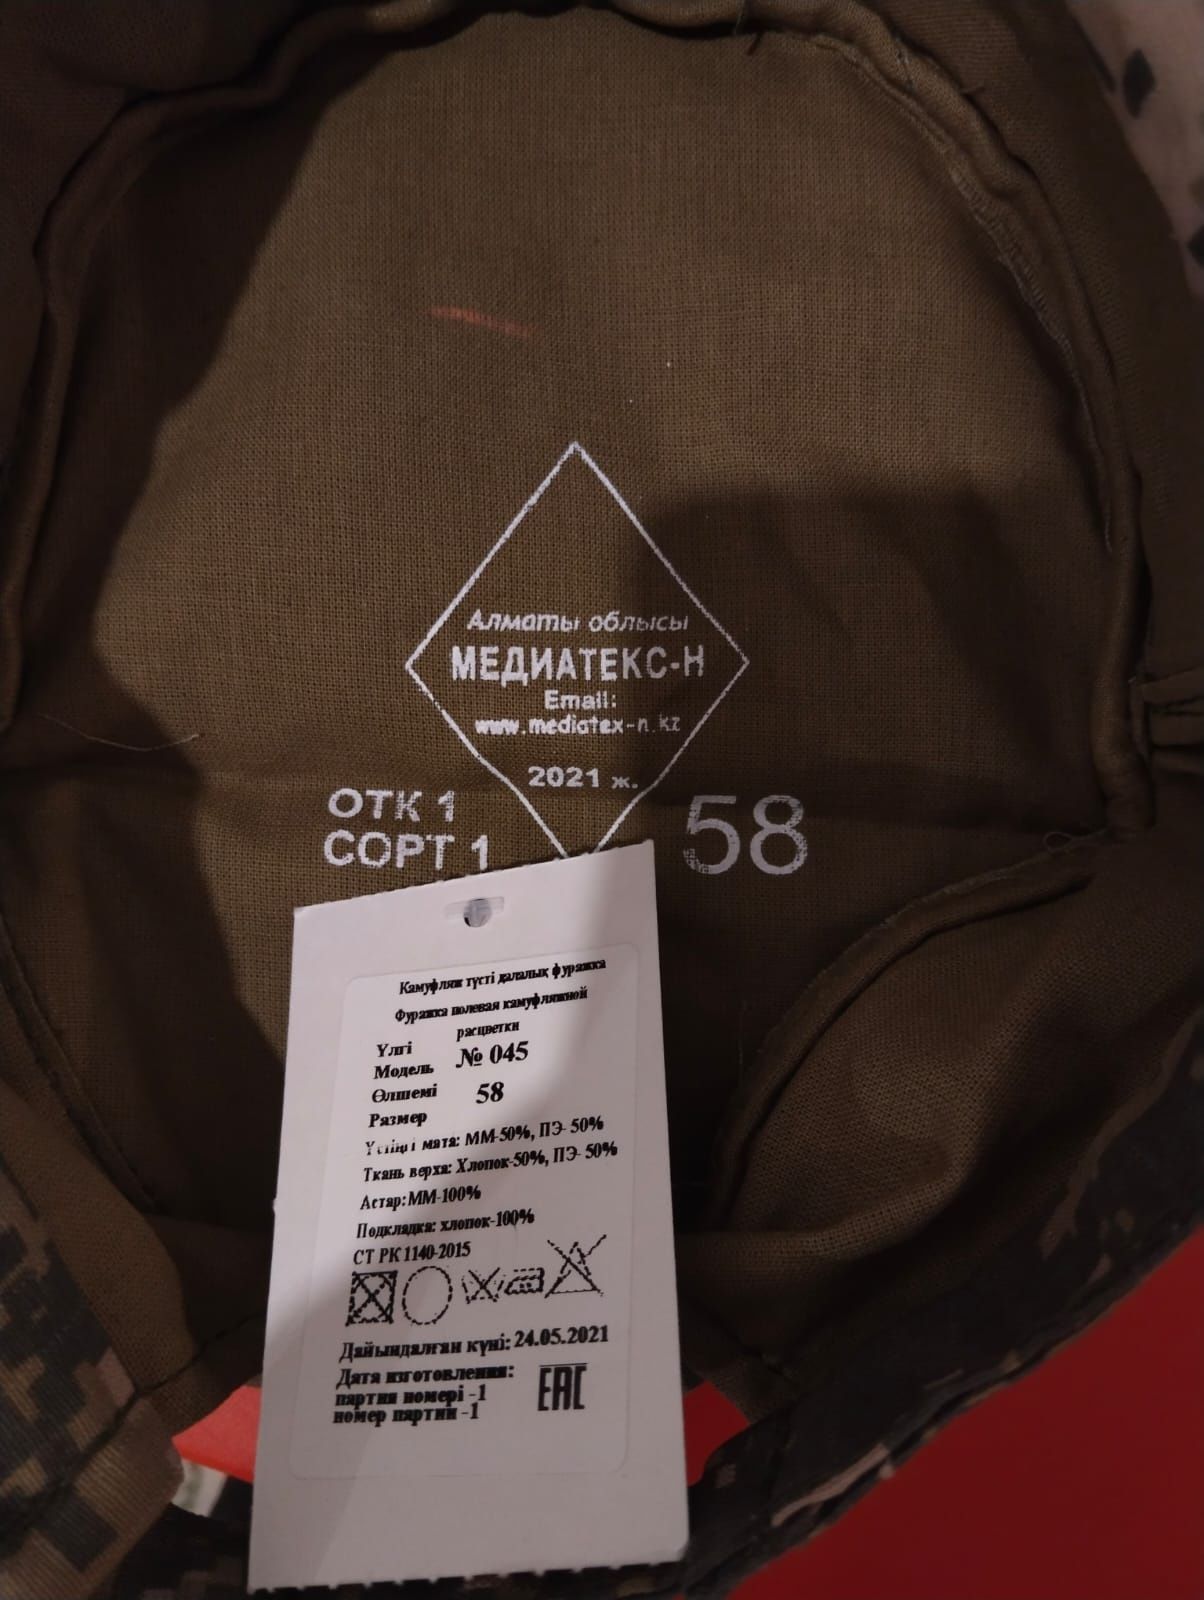 Алматы облысы
МЕДИАТЕКС-Н
Email:
www.mediatex-n.kz
2021 ж.
ОТК 1
СОРТ 1
58
Камуфляж түсті далалық фуражка
Фуражка полевая камуфляжной
расцветки
Үлгі
Модель № 045
Өлшемі
Размер 58
Үстіңгі мата: ММ-50%, ПЭ- 50%
Ткань верха: Хлопок-50%, ПЭ- 50%
Астар: ММ-100%
Подкладка: хлопок-100%
СТ РК 1140-2015
Дайындалған күні: 24.05.2021
Дата изготовления:
партия номері -1
номер партии -1
ЕАС